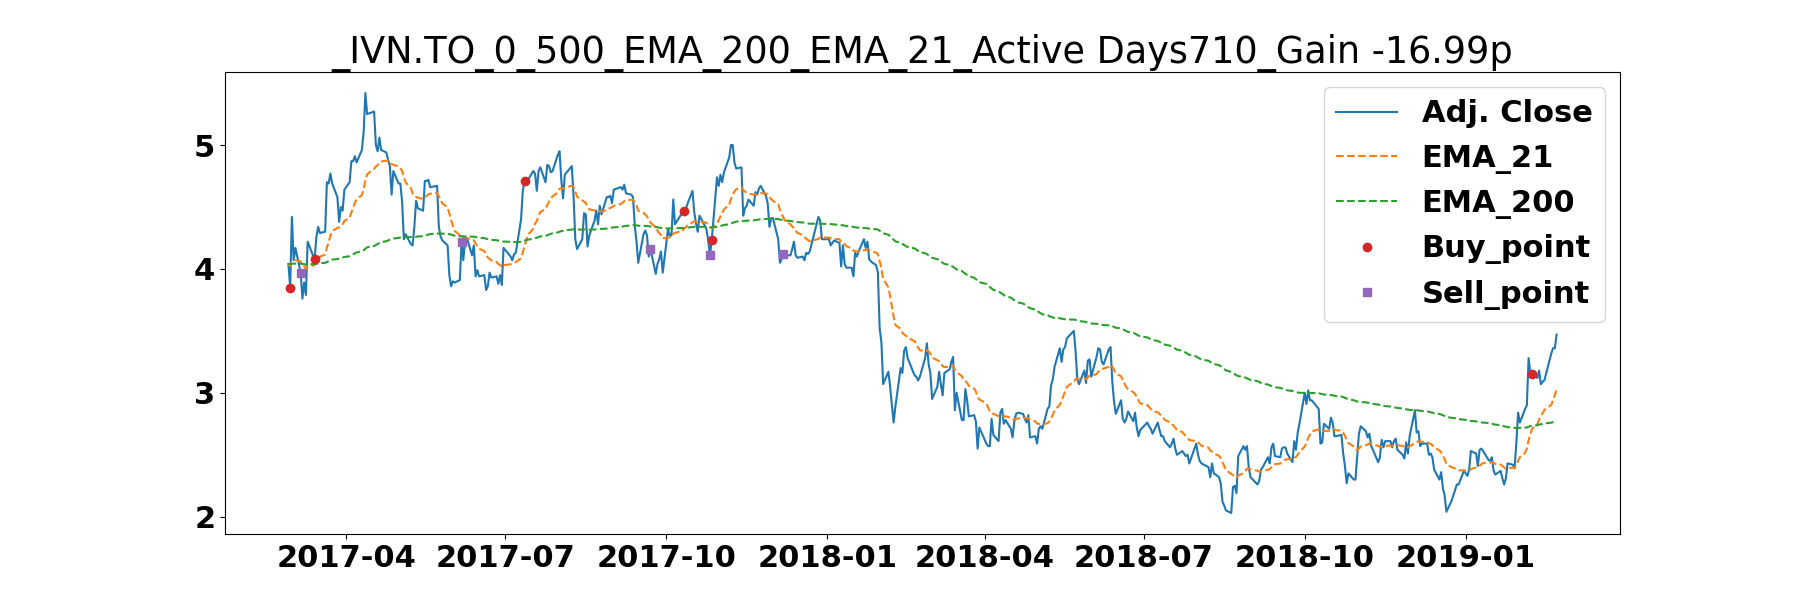 _IVN.TO_0_500_EMA_200_EMA_21_Active Days710_Gain -16.99p
Adj. Close
EMA_21
EMA_200
Buy_point
Sell_point
5
4
3
2
2017-04 2017-07 2017-10 2018-01 2018-04 2018-07 2018-10 2019-01